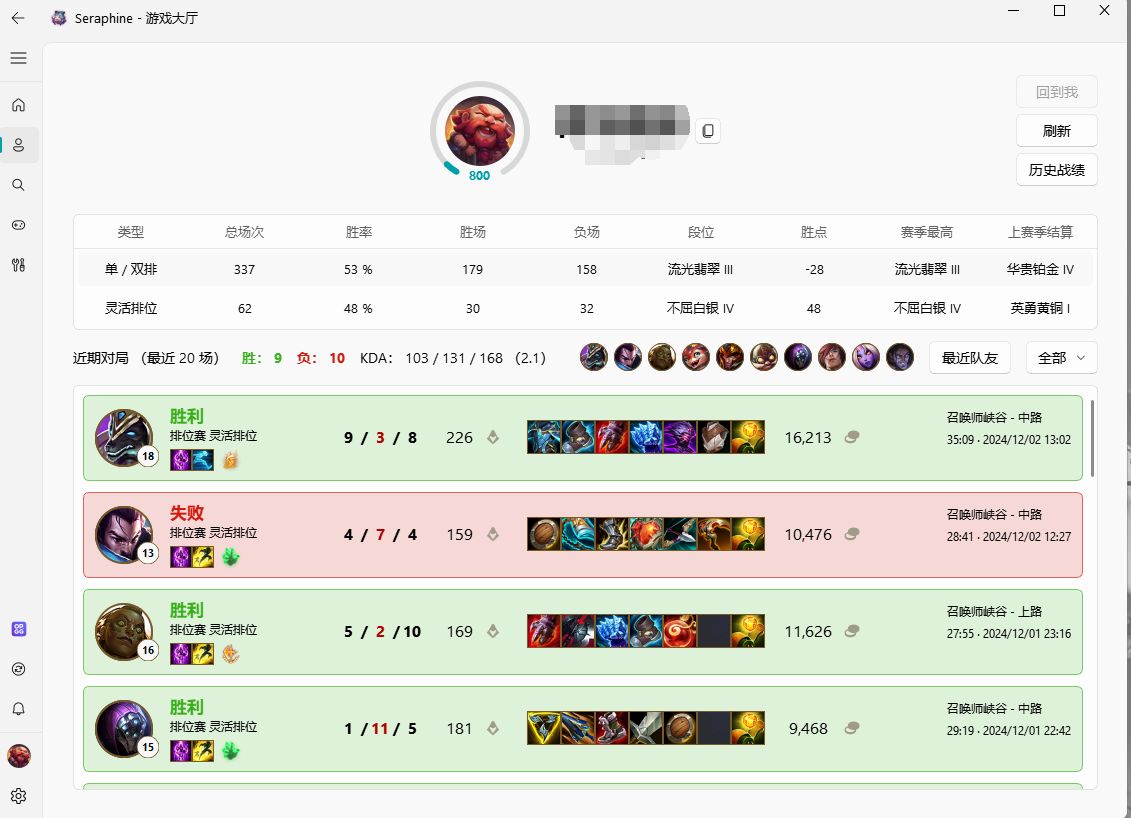 Seraphine - 游戏大厅
回到我
刷新
历史战绩
800
类型 总场次 胜率 胜场 负场 段位 胜点 赛季最高 上赛季结算
单 / 双排 337 53 % 179 158 流光翡翠 III -28 流光翡翠 III 华贵铂金 IV
灵活排位 62 48 % 30 32 不屈白银 IV 48 不屈白银 IV 英勇黄铜 I
近期对局 （最近 20 场） 胜： 9 负： 10 KDA： 103 / 131 / 168 (2.1) 最近队友 全部
胜利
排位赛 灵活排位
18
9 / 3 / 8 226 16,213
召唤师峡谷 - 中路
35:09 · 2024/12/02 13:02
失败
排位赛 灵活排位
13
4 / 7 / 4 159 10,476
召唤师峡谷 - 中路
28:41 · 2024/12/02 12:27
胜利
排位赛 灵活排位
16
5 / 2 / 10 169 11,626
召唤师峡谷 - 上路
27:55 · 2024/12/01 23:16
胜利
排位赛 灵活排位
15
1 / 11 / 5 181 9,468
召唤师峡谷 - 中路
29:19 · 2024/12/01 22:42